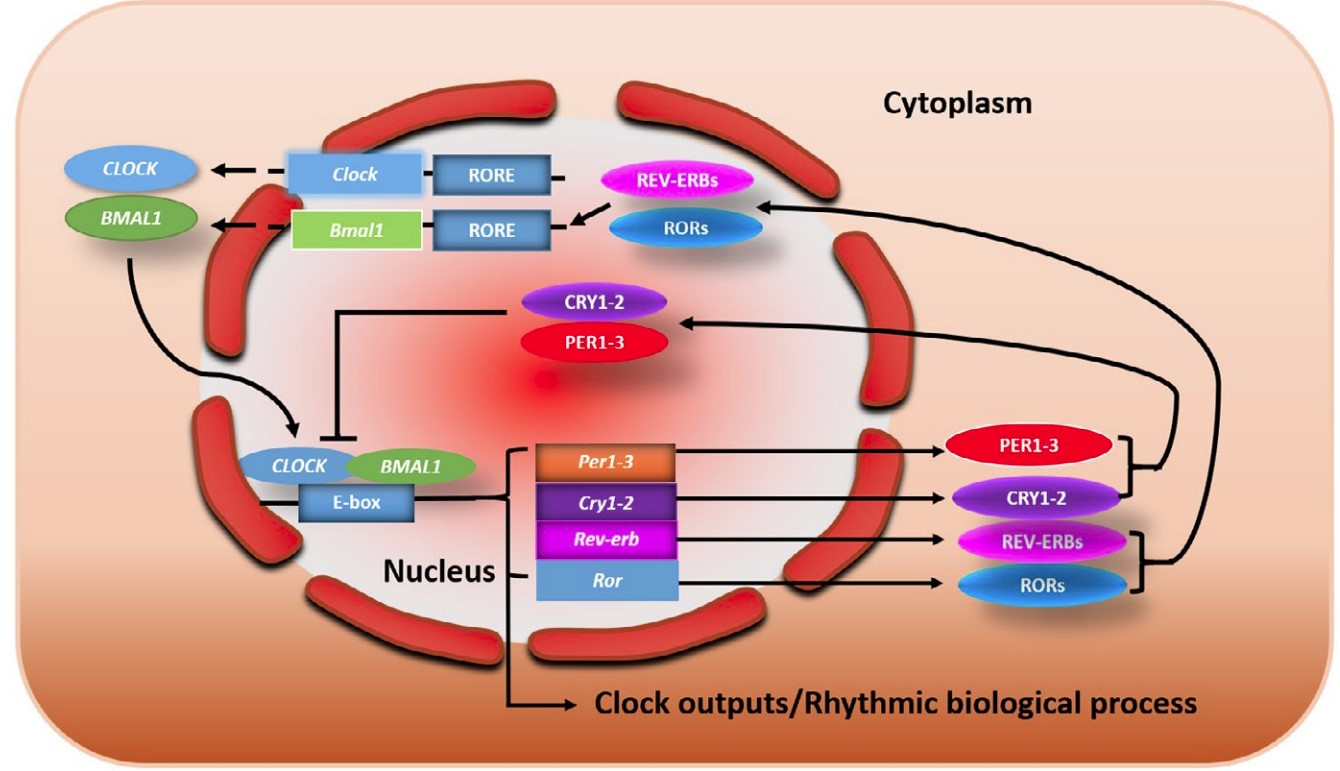 Cytoplasm
CLOCK
Clock
RORE
REV-ERBs
BMAL1
Bmal1
RORE
RORs
CRY1-2
PER1-3
CLOCK
BMAL1
E-box
Per1-3
Cry1-2
Rev-erb
Ror
PER1-3
CRY1-2
REV-ERBs
RORs
Nucleus
Clock outputs/Rhythmic biological process